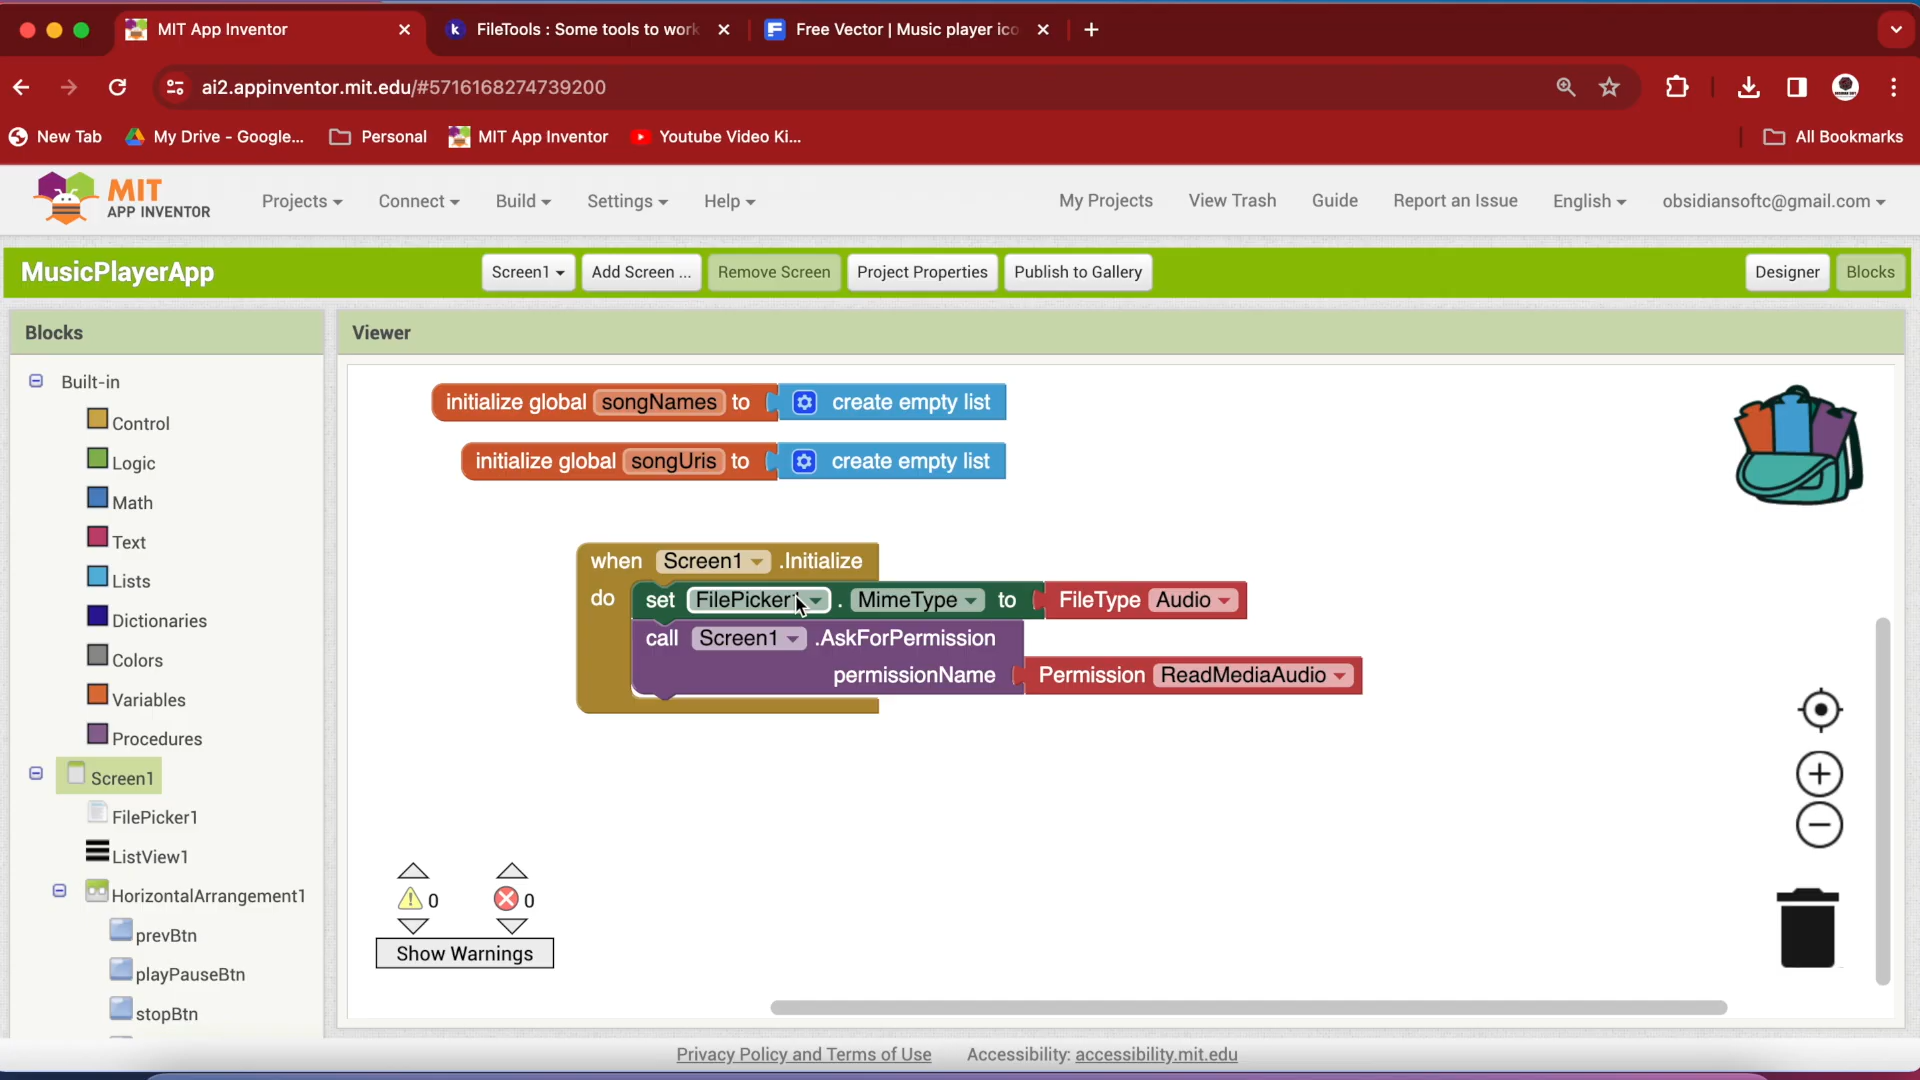 MIT App Inventor
FileTools : Some tools to work
Free Vector | Music player ico
ai2.appinventor.mit.edu/#5716168274739200
New Tab
My Drive - Google...
Personal
MIT App Inventor
Youtube Video Ki...
All Bookmarks
MIT
APP INVENTOR
Projects
Connect
Build
Settings
Help
My Projects
View Trash
Guide
Report an Issue
English
obsidiansoftc@gmail.com
MusicPlayerApp
Screen1
Add Screen ...
Remove Screen
Project Properties
Publish to Gallery
Designer
Blocks
Blocks
Viewer
Built-in
Control
Logic
Math
Text
Lists
Dictionaries
Colors
Variables
Procedures
Screen1
FilePicker1
ListView1
HorizontalArrangement1
prevBtn
playPauseBtn
stopBtn
initialize global songNames to create empty list
initialize global songUris to create empty list
when Screen1 .Initialize
do set FilePicker1 . MimeType to FileType Audio
call Screen1 .AskForPermission
permissionName Permission ReadMediaAudio
0 0
Show Warnings
Privacy Policy and Terms of Use
Accessibility: accessibility.mit.edu